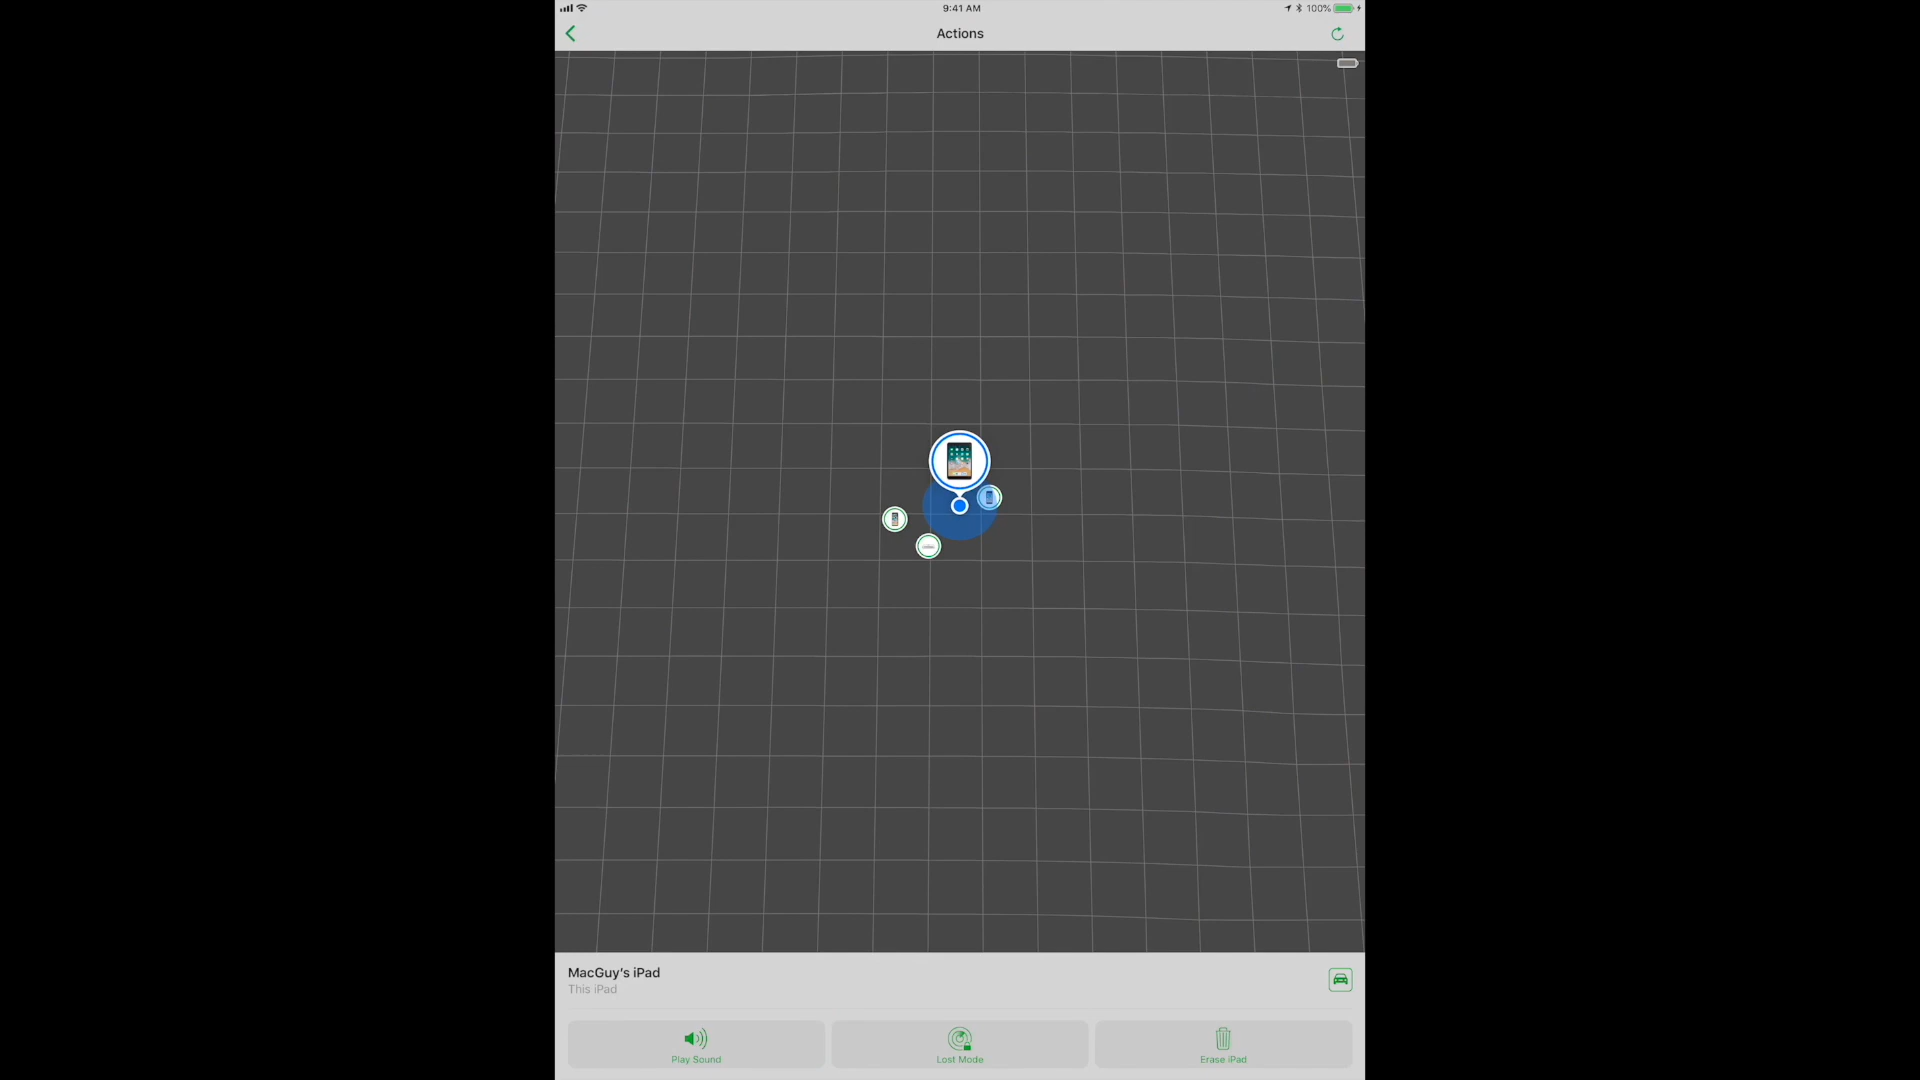 9:41 AM
100%
Actions
MacGuy's iPad
This iPad
Play Sound
Lost Mode
Erase iPad